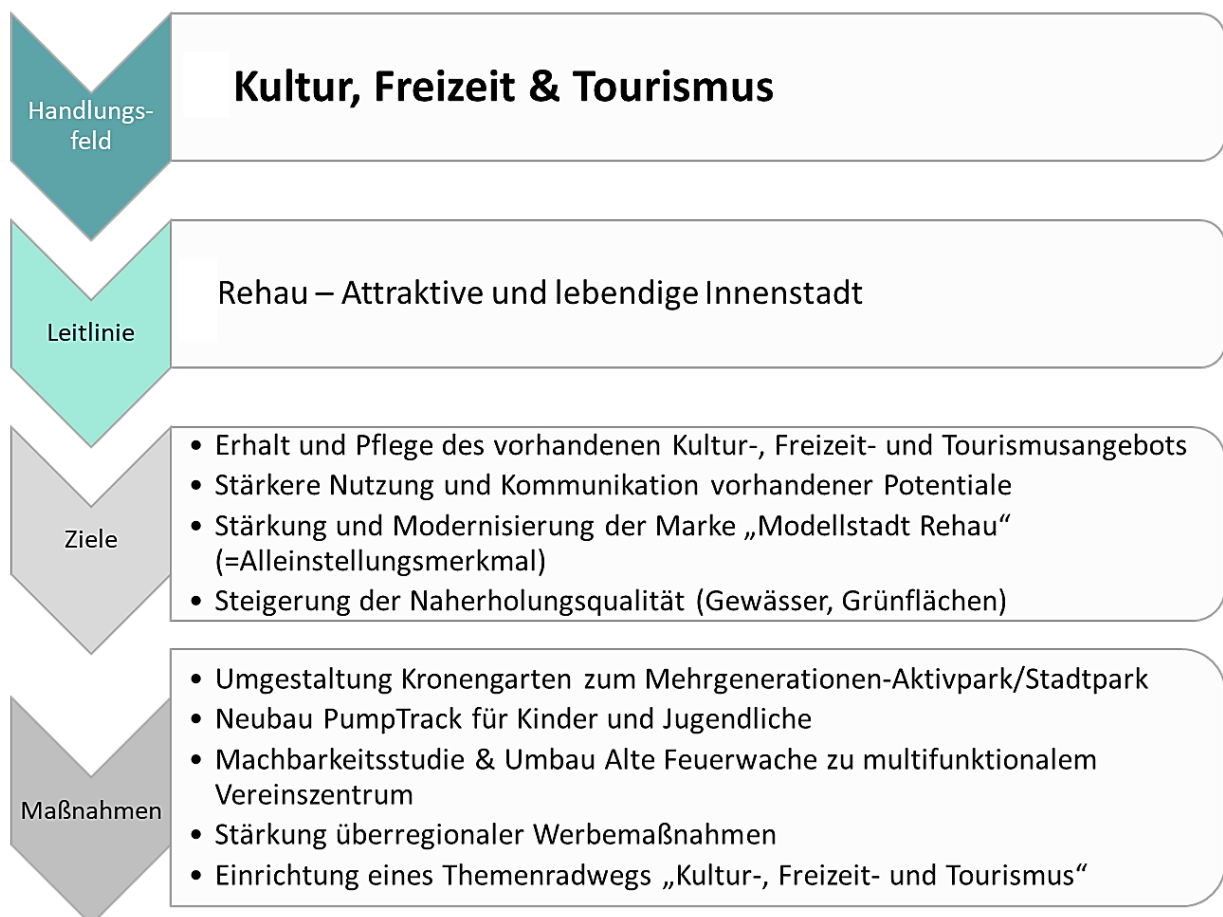 Handlungs-
feld
Kultur, Freizeit & Tourismus
Leitlinie
Rehau – Attraktive und lebendige Innenstadt
Ziele
• Erhalt und Pflege des vorhandenen Kultur-, Freizeit- und Tourismusangebots
• Stärkere Nutzung und Kommunikation vorhandener Potentiale
• Stärkung und Modernisierung der Marke „Modellstadt Rehau“
(=Alleinstellungsmerkmal)
• Steigerung der Naherholungsqualität (Gewässer, Grünflächen)
Maßnahmen
• Umgestaltung Kronengarten zum Mehrgenerationen-Aktivpark/Stadtpark
• Neubau PumpTrack für Kinder und Jugendliche
• Machbarkeitsstudie & Umbau Alte Feuerwache zu multifunktionalem
Vereinszentrum
• Stärkung überregionaler Werbemaßnahmen
• Einrichtung eines Themenradwegs „Kultur-, Freizeit- und Tourismus“